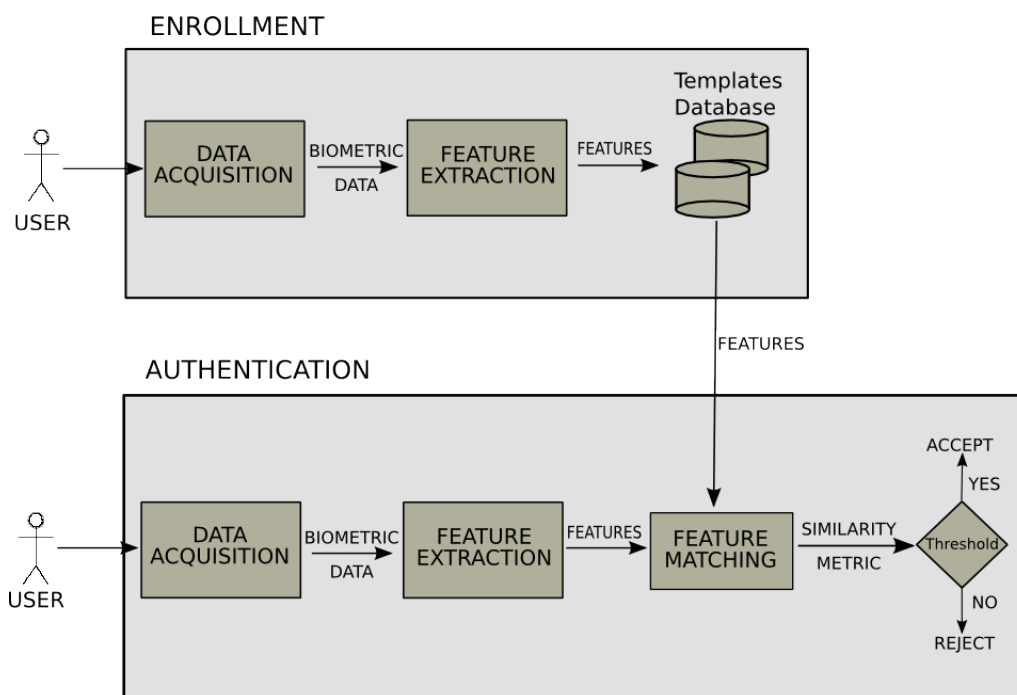 ENROLLMENT
Templates
Database
USER
DATA
ACQUISITION
BIOMETRIC
DATA
FEATURE
EXTRACTION
FEATURES
FEATURES
AUTHENTICATION
USER
DATA
ACQUISITION
BIOMETRIC
DATA
FEATURE
EXTRACTION
FEATURES
FEATURE
MATCHING
SIMILARITY
METRIC
Threshold
YES
ACCEPT
NO
REJECT